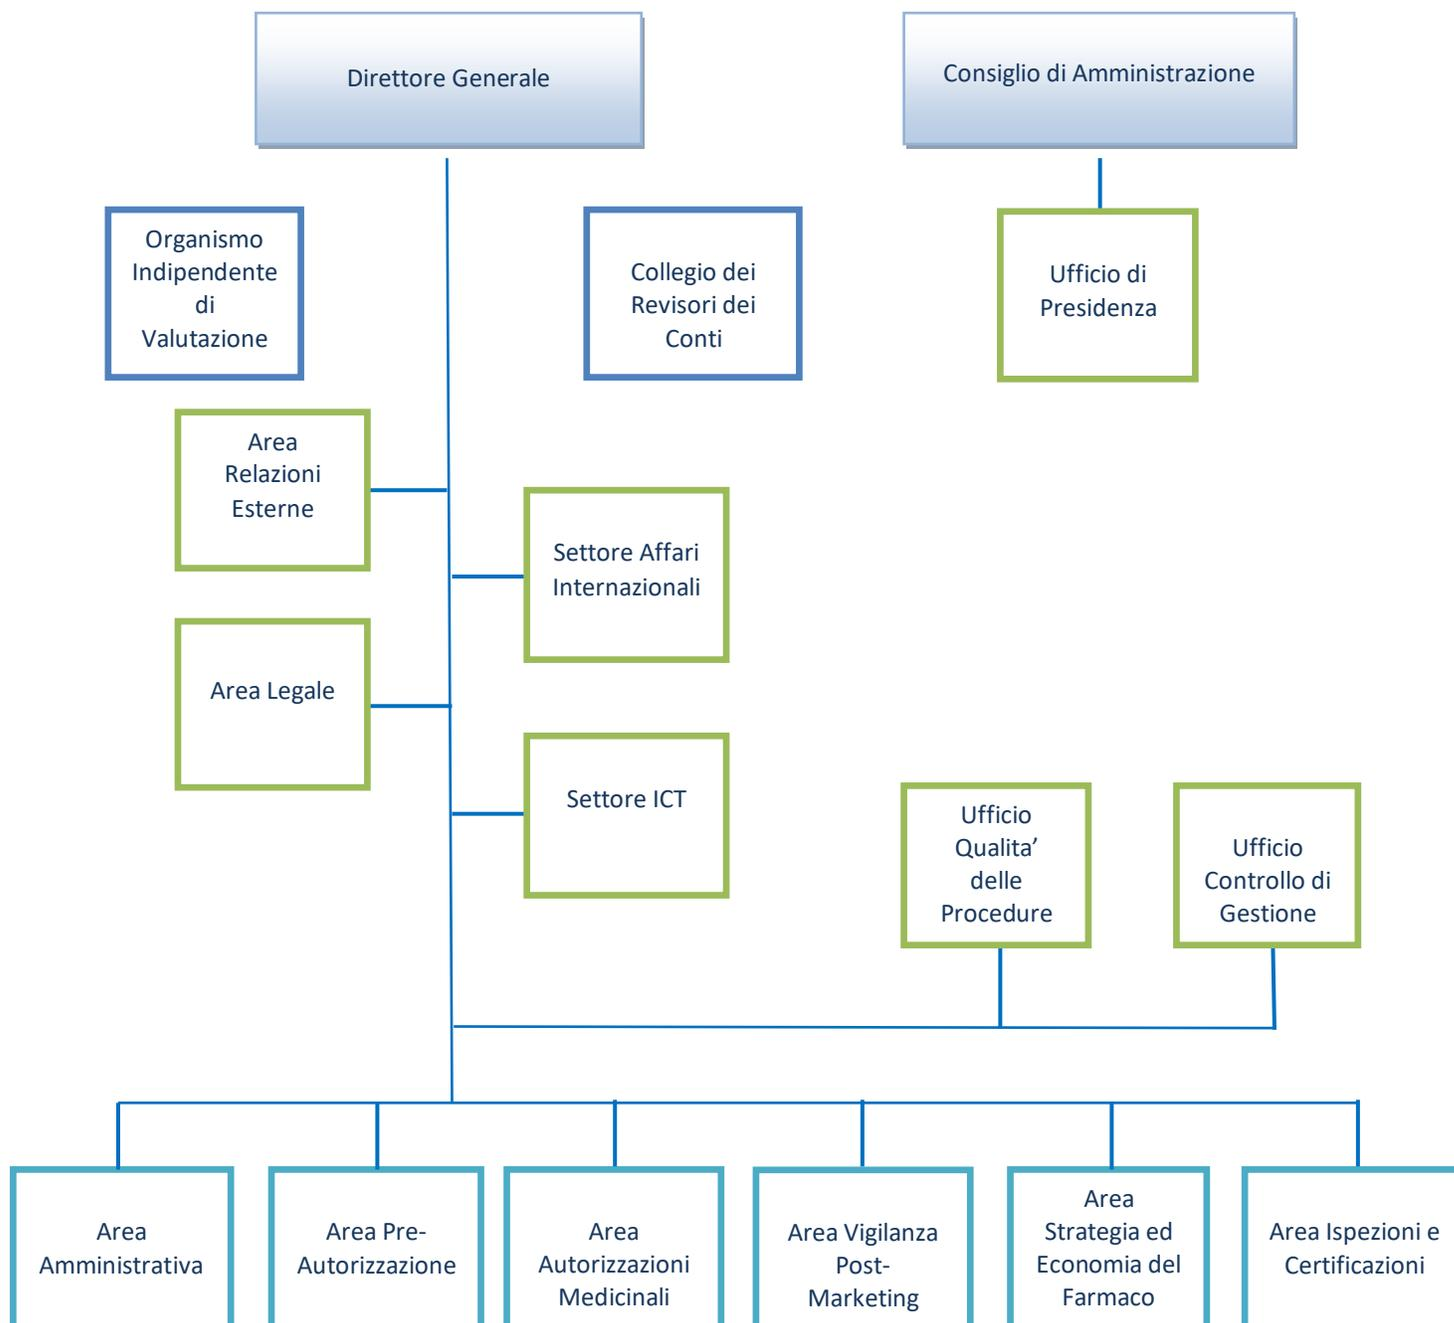 Direttore Generale
Consiglio di Amministrazione
Organismo
Indipendente
di
Valutazione
Collegio dei
Revisori dei
Conti
Ufficio di
Presidenza
Area
Relazioni
Esterne
Settore Affari
Internazionali
Area Legale
Settore ICT
Ufficio
Qualita’
delle
Procedure
Ufficio
Controllo di
Gestione
Area
Amministrativa
Area Pre-
Autorizzazione
Area
Autorizzazioni
Medicinali
Area Vigilanza
Post-
Marketing
Area
Strategia ed
Economia del
Farmaco
Area Ispezioni e
Certificazioni